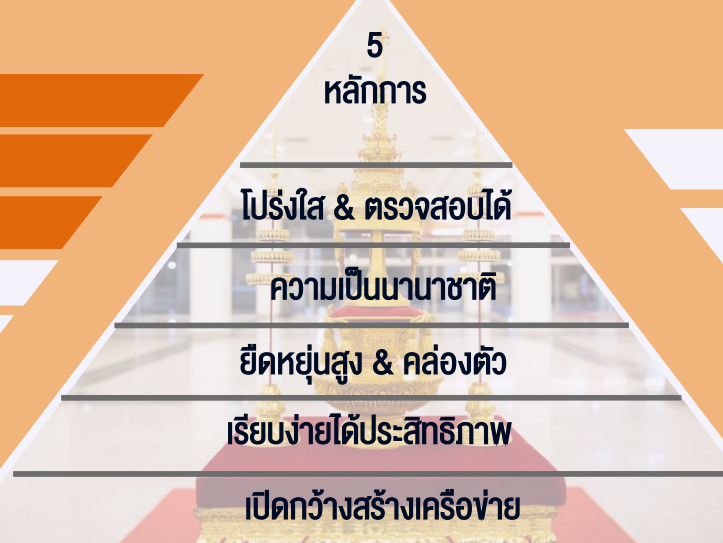 5
หลักการ
โปร่งใส & ตรวจสอบได้
ความเป็นนานาชาติ
ยืดหยุ่นสูง & คล่องตัว
เรียบง่ายได้ประสิทธิภาพ
เปิดกว้างสร้างเครือข่าย